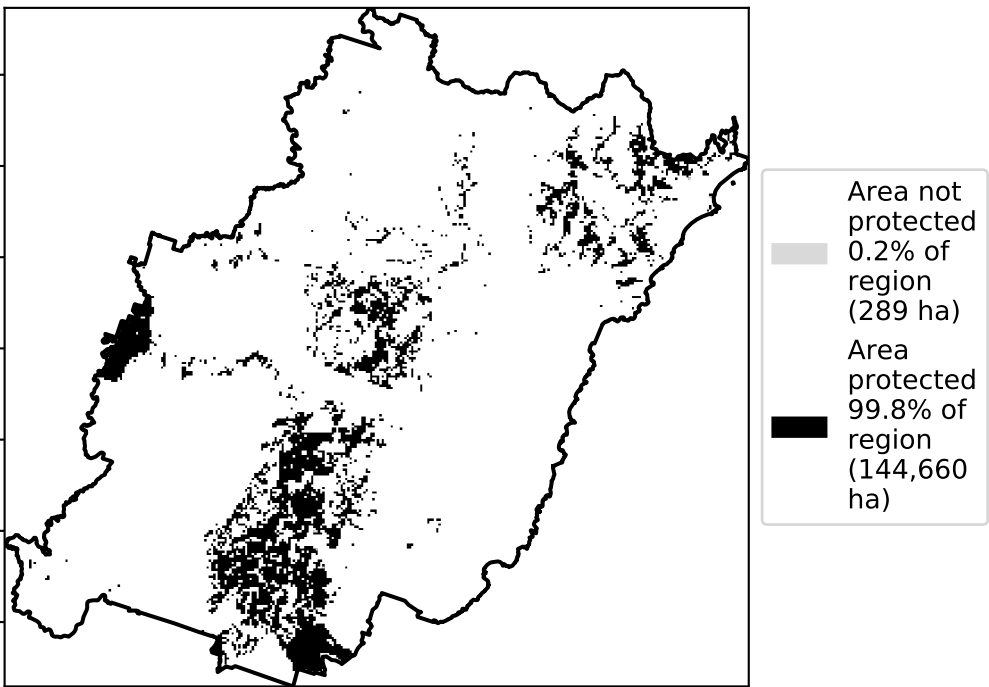 Area not
protected
0.2% of
region
(289 ha)
Area
protected
99.8% of
region
(144,660
ha)